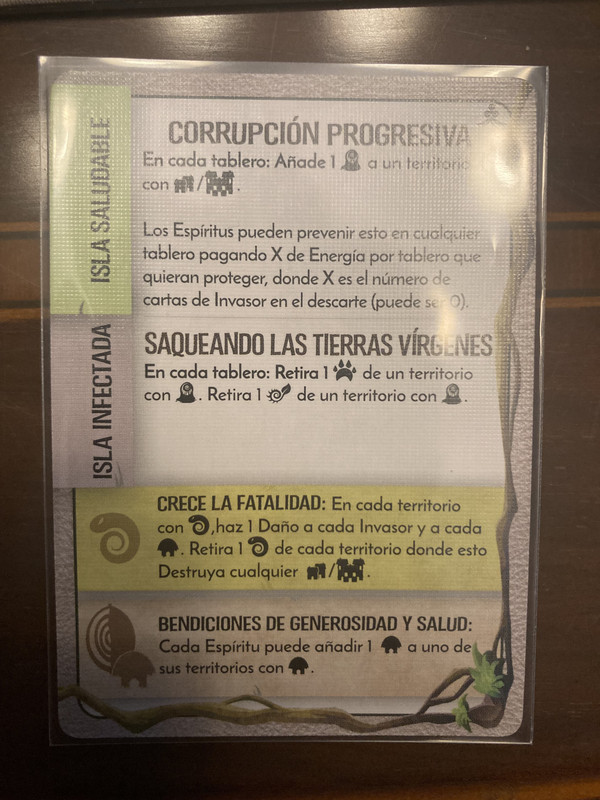 ISLA SALUDABLE
CORRUPCIÓN PROGRESIVA
En cada tablero: Añade 1 a un territorio
con / .
Los Espíritus pueden prevenir esto en cualquier
tablero pagando X de Energía por tablero que
quieran proteger, donde X es el número de
cartas de Invasor en el descarte (puede ser 0).
ISLA INFECTADA
SAQUEANDO LAS TIERRAS VÍRGENES
En cada tablero: Retira 1 de un territorio
con . Retira 1 de un territorio con .
CRECE LA FATALIDAD: En cada territorio
con ,haz 1 Daño a cada Invasor y a cada
. Retira 1 de cada territorio donde esto
Destruya cualquier / .
BENDICIONES DE GENEROSIDAD Y SALUD:
Cada Espíritu puede añadir 1 a uno de
sus territorios con .